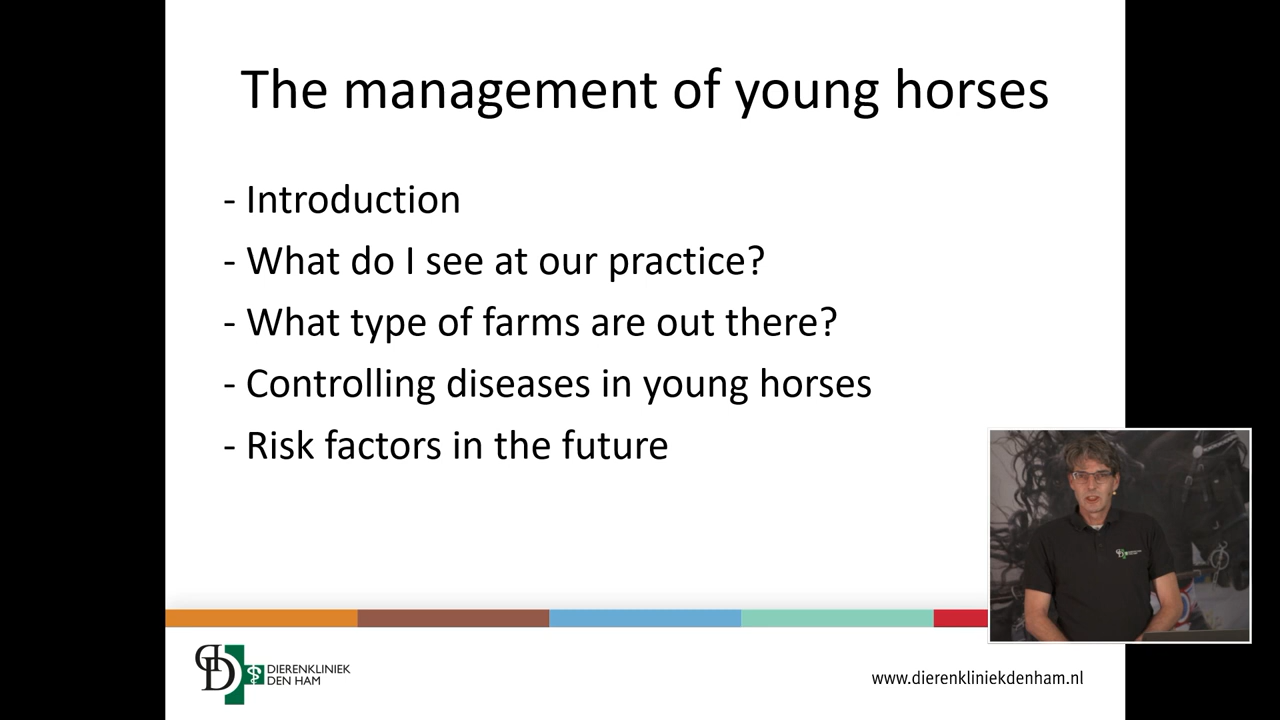 The management of young horses
- Introduction
- What do I see at our practice?
- What type of farms are out there?
- Controlling diseases in young horses
- Risk factors in the future
DIERENKLINIEK
DEN HAM
www.dierenkliniekdenham.nl